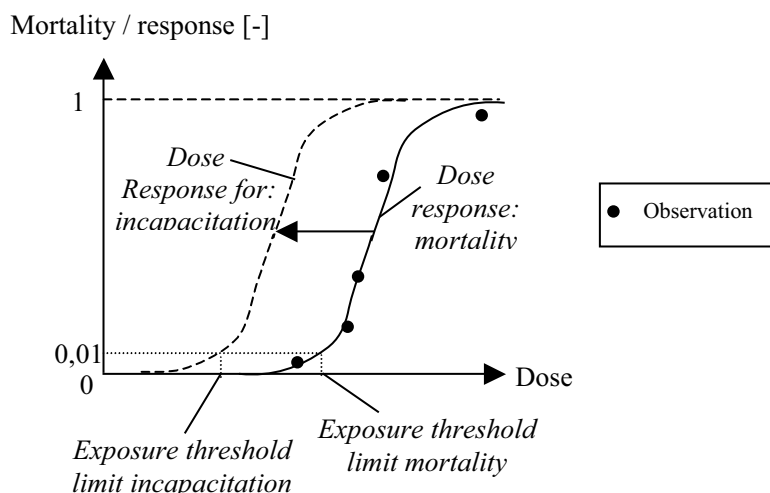 Mortality / response [-]
1
Dose
Response for:
incapacitation
Dose
response:
mortality
Observation
0,01
0
Dose
Exposure threshold
limit incapacitation
Exposure threshold
limit mortality